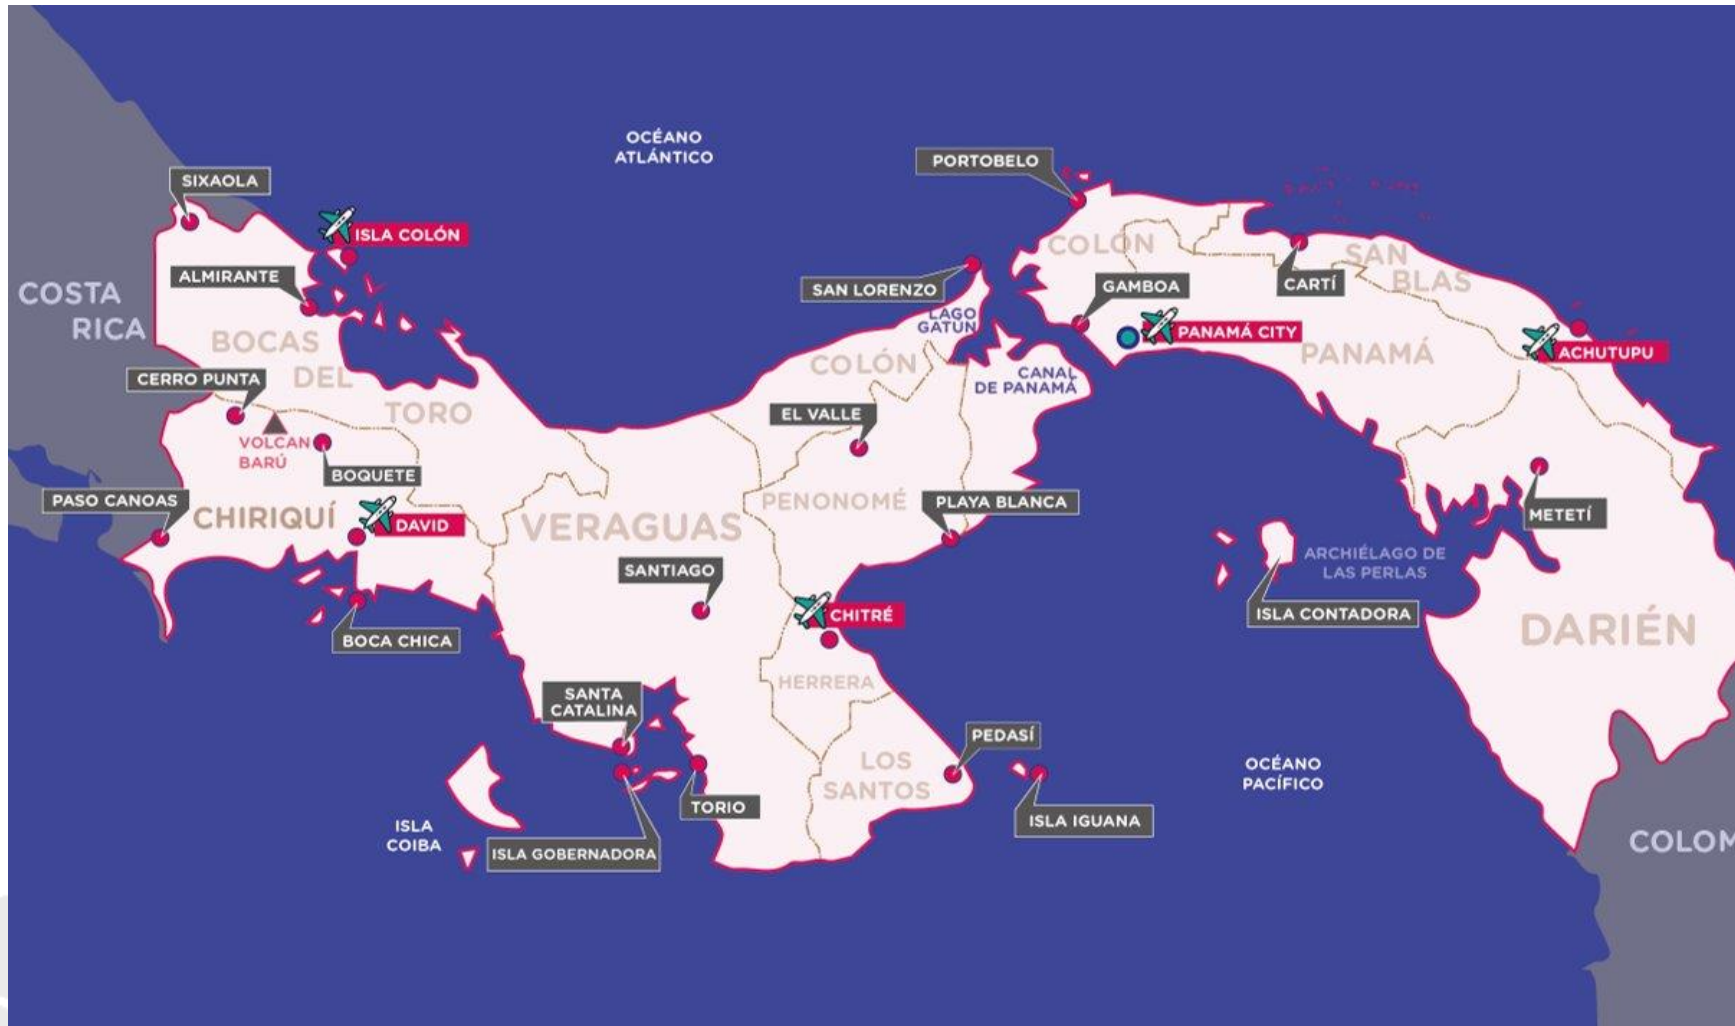 OCÉANO
ATLÁNTICO
PORTOBELO
SIXAOLA
ISLA COLÓN
COLÓN
SAN
BLAS
ALMIRANTE
SAN LORENZO
GAMBOA
CARTÍ
COSTA
RICA
LAGO
GATÚN
PANAMÁ CITY
BOCAS
DEL
TORO
COLÓN
PANAMÁ
ACHUTUPU
CERRO PUNTA
CANAL
DE PANAMÁ
EL VALLE
VOLCAN
BARÚ
BOQUETE
PASO CANOAS
CHIRIQUÍ
DAVID
VERAGUAS
PENONOMÉ
PLAYA BLANCA
METETÍ
SANTIAGO
ARCHIÉLAGO DE
LAS PERLAS
CHITRÉ
ISLA CONTADORA
BOCA CHICA
DARIÉN
HERRERA
SANTA
CATALINA
PEDASÍ
LOS
SANTOS
OCÉANO
PACÍFICO
TORIO
ISLA IGUANA
ISLA
COIBA
ISLA GOBERNADORA
COLOM